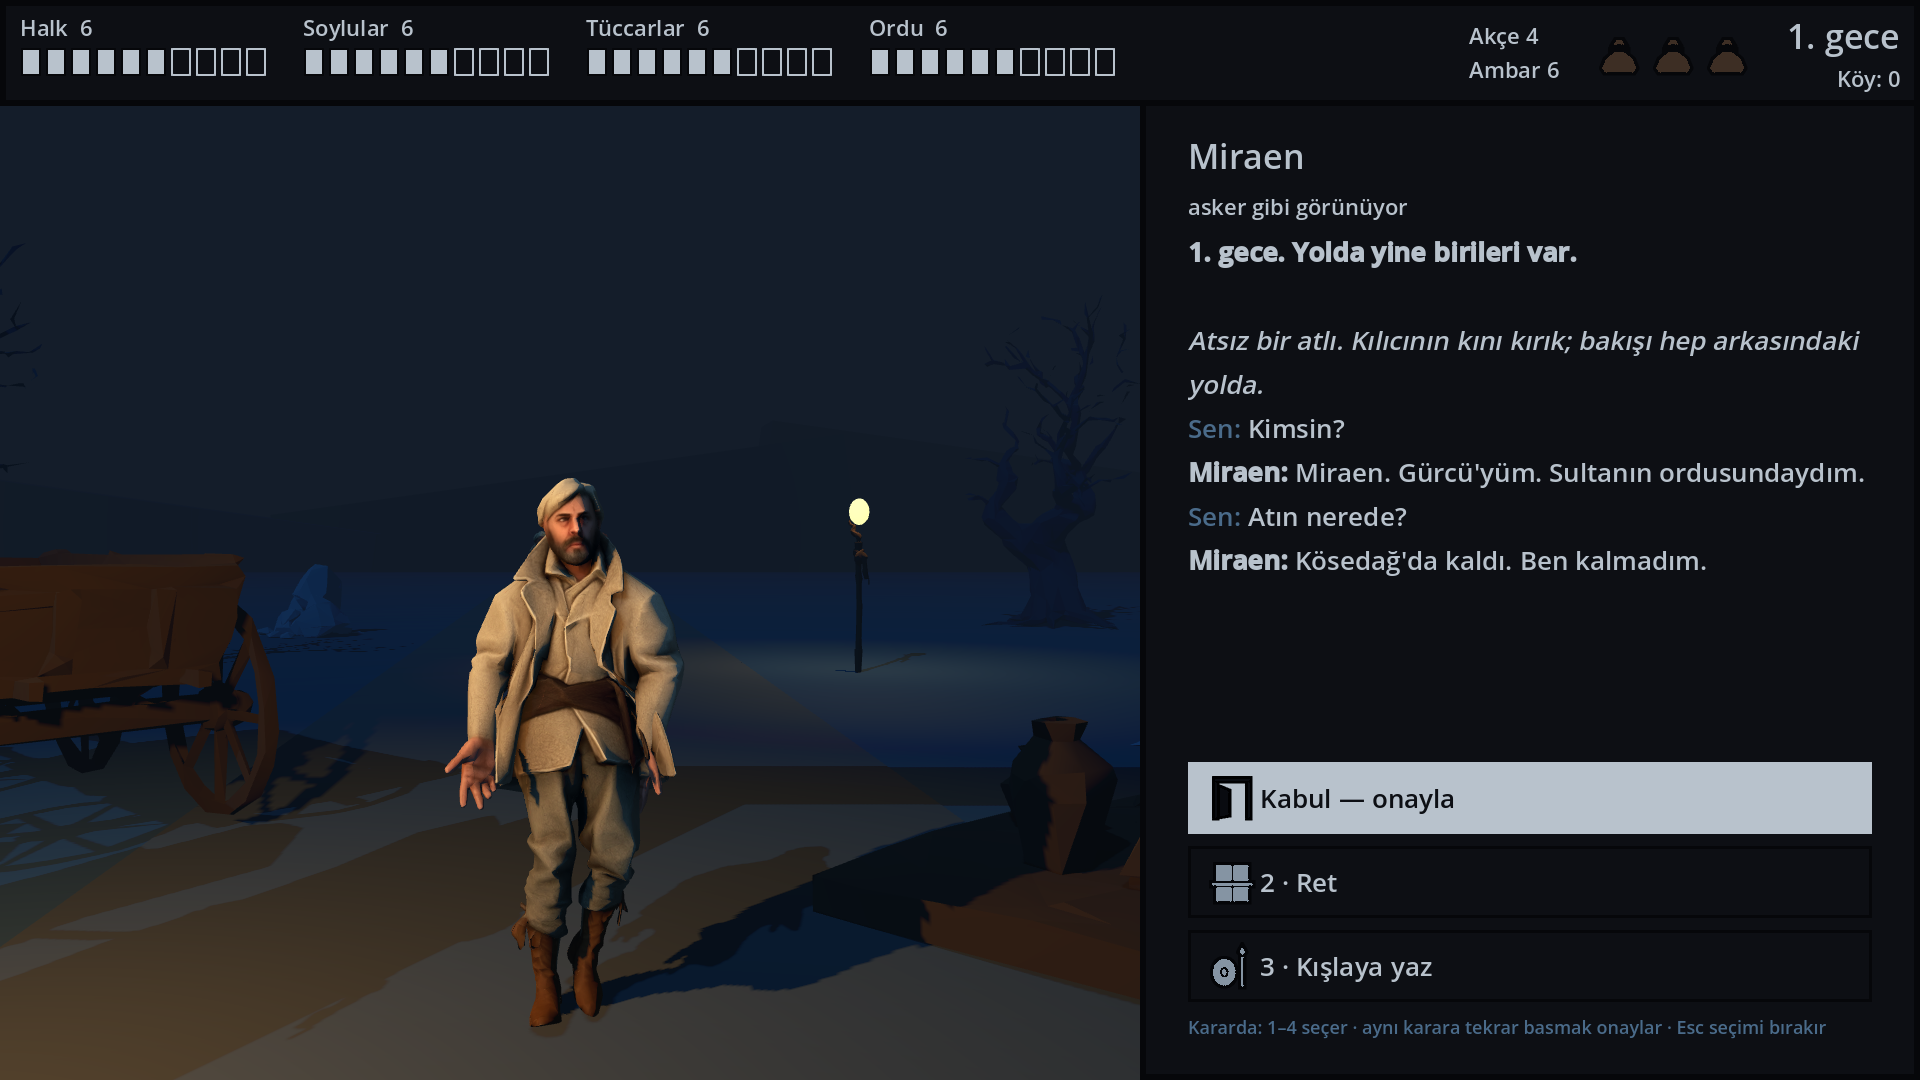 Halk 6
Soylular 6
Tüccarlar 6
Ordu 6
Akçe 4
Ambar 6
1. gece
Köy: 0
Miraen
asker gibi görünüyor
1. gece. Yolda yine birileri var.
Atsız bir atlı. Kılıcının kını kırık; bakışı hep arkasındaki
yolda.
Sen: Kimsin?
Miraen: Miraen. Gürcü'yüm. Sultanın ordusundaydım.
Sen: Atın nerede?
Miraen: Kösedağ'da kaldı. Ben kalmadım.
Kabul — onayla
2 · Ret
3 · Kışlaya yaz
Kararda: 1–4 seçer · aynı karara tekrar basmak onaylar · Esc seçimi bırakır